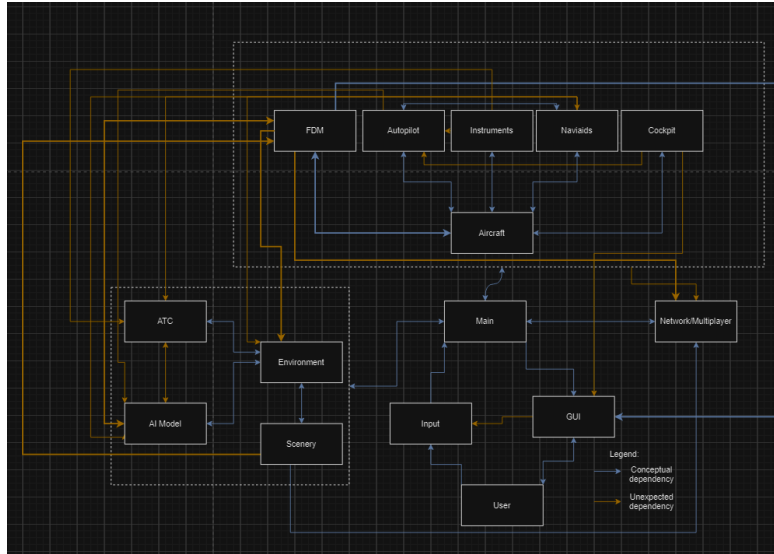 FDM
Autopilot
Instruments
Naviaids
Cockpit
Aircraft
ATC
Main
Network/Multiplayer
Environment
AI Model
Input
GUI
Scenery
Legend:
Conceptual
dependency
User
Unexpected
dependency